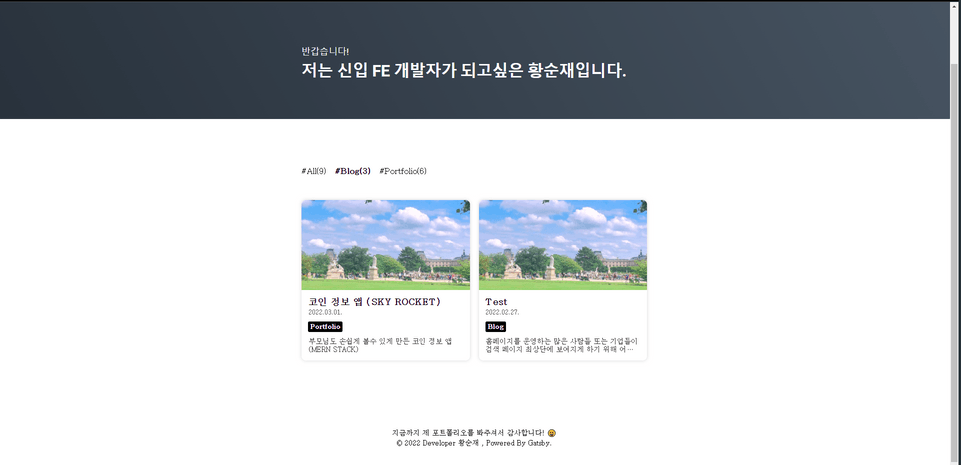 반갑습니다!
저는 신입 FE 개발자가 되고싶은 황순재입니다.
#All(9) #Blog(3) #Portfolio(6)
코인 경보 앱 (SKY ROCKET)
2022.03.01.
Portfolio
부모님도 손쉽게 볼수 있게 만든 코인 경보 앱
(MERN STACK)
Test
2022.02.27.
Blog
홈페이지를 운영하는 많은 사람들 또는 기업들이
검색 페이지 최상단에 보여지게 하기 위해 어…
지금까지 제 포트폴리오를 봐주셔서 감사합니다! 😀
© 2022 Developer 황순재 , Powered By Gatsby.